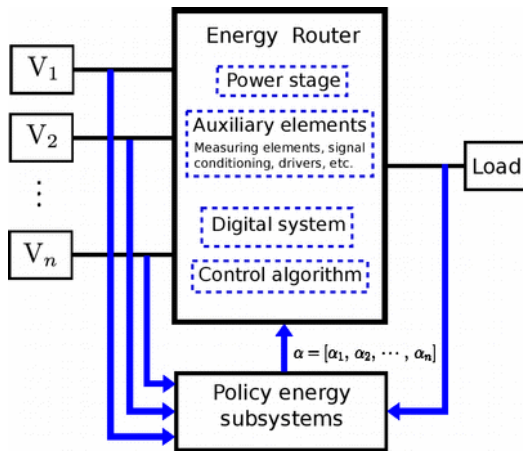 Energy Router
V₁
Power stage
V₂
Auxiliary elements
Measuring elements, signal
conditioning, drivers, etc.
⋮
Load
Vₙ
Digital system
Control algorithm
α = [α₁, α₂, ⋯ , αₙ]
Policy energy
subsystems